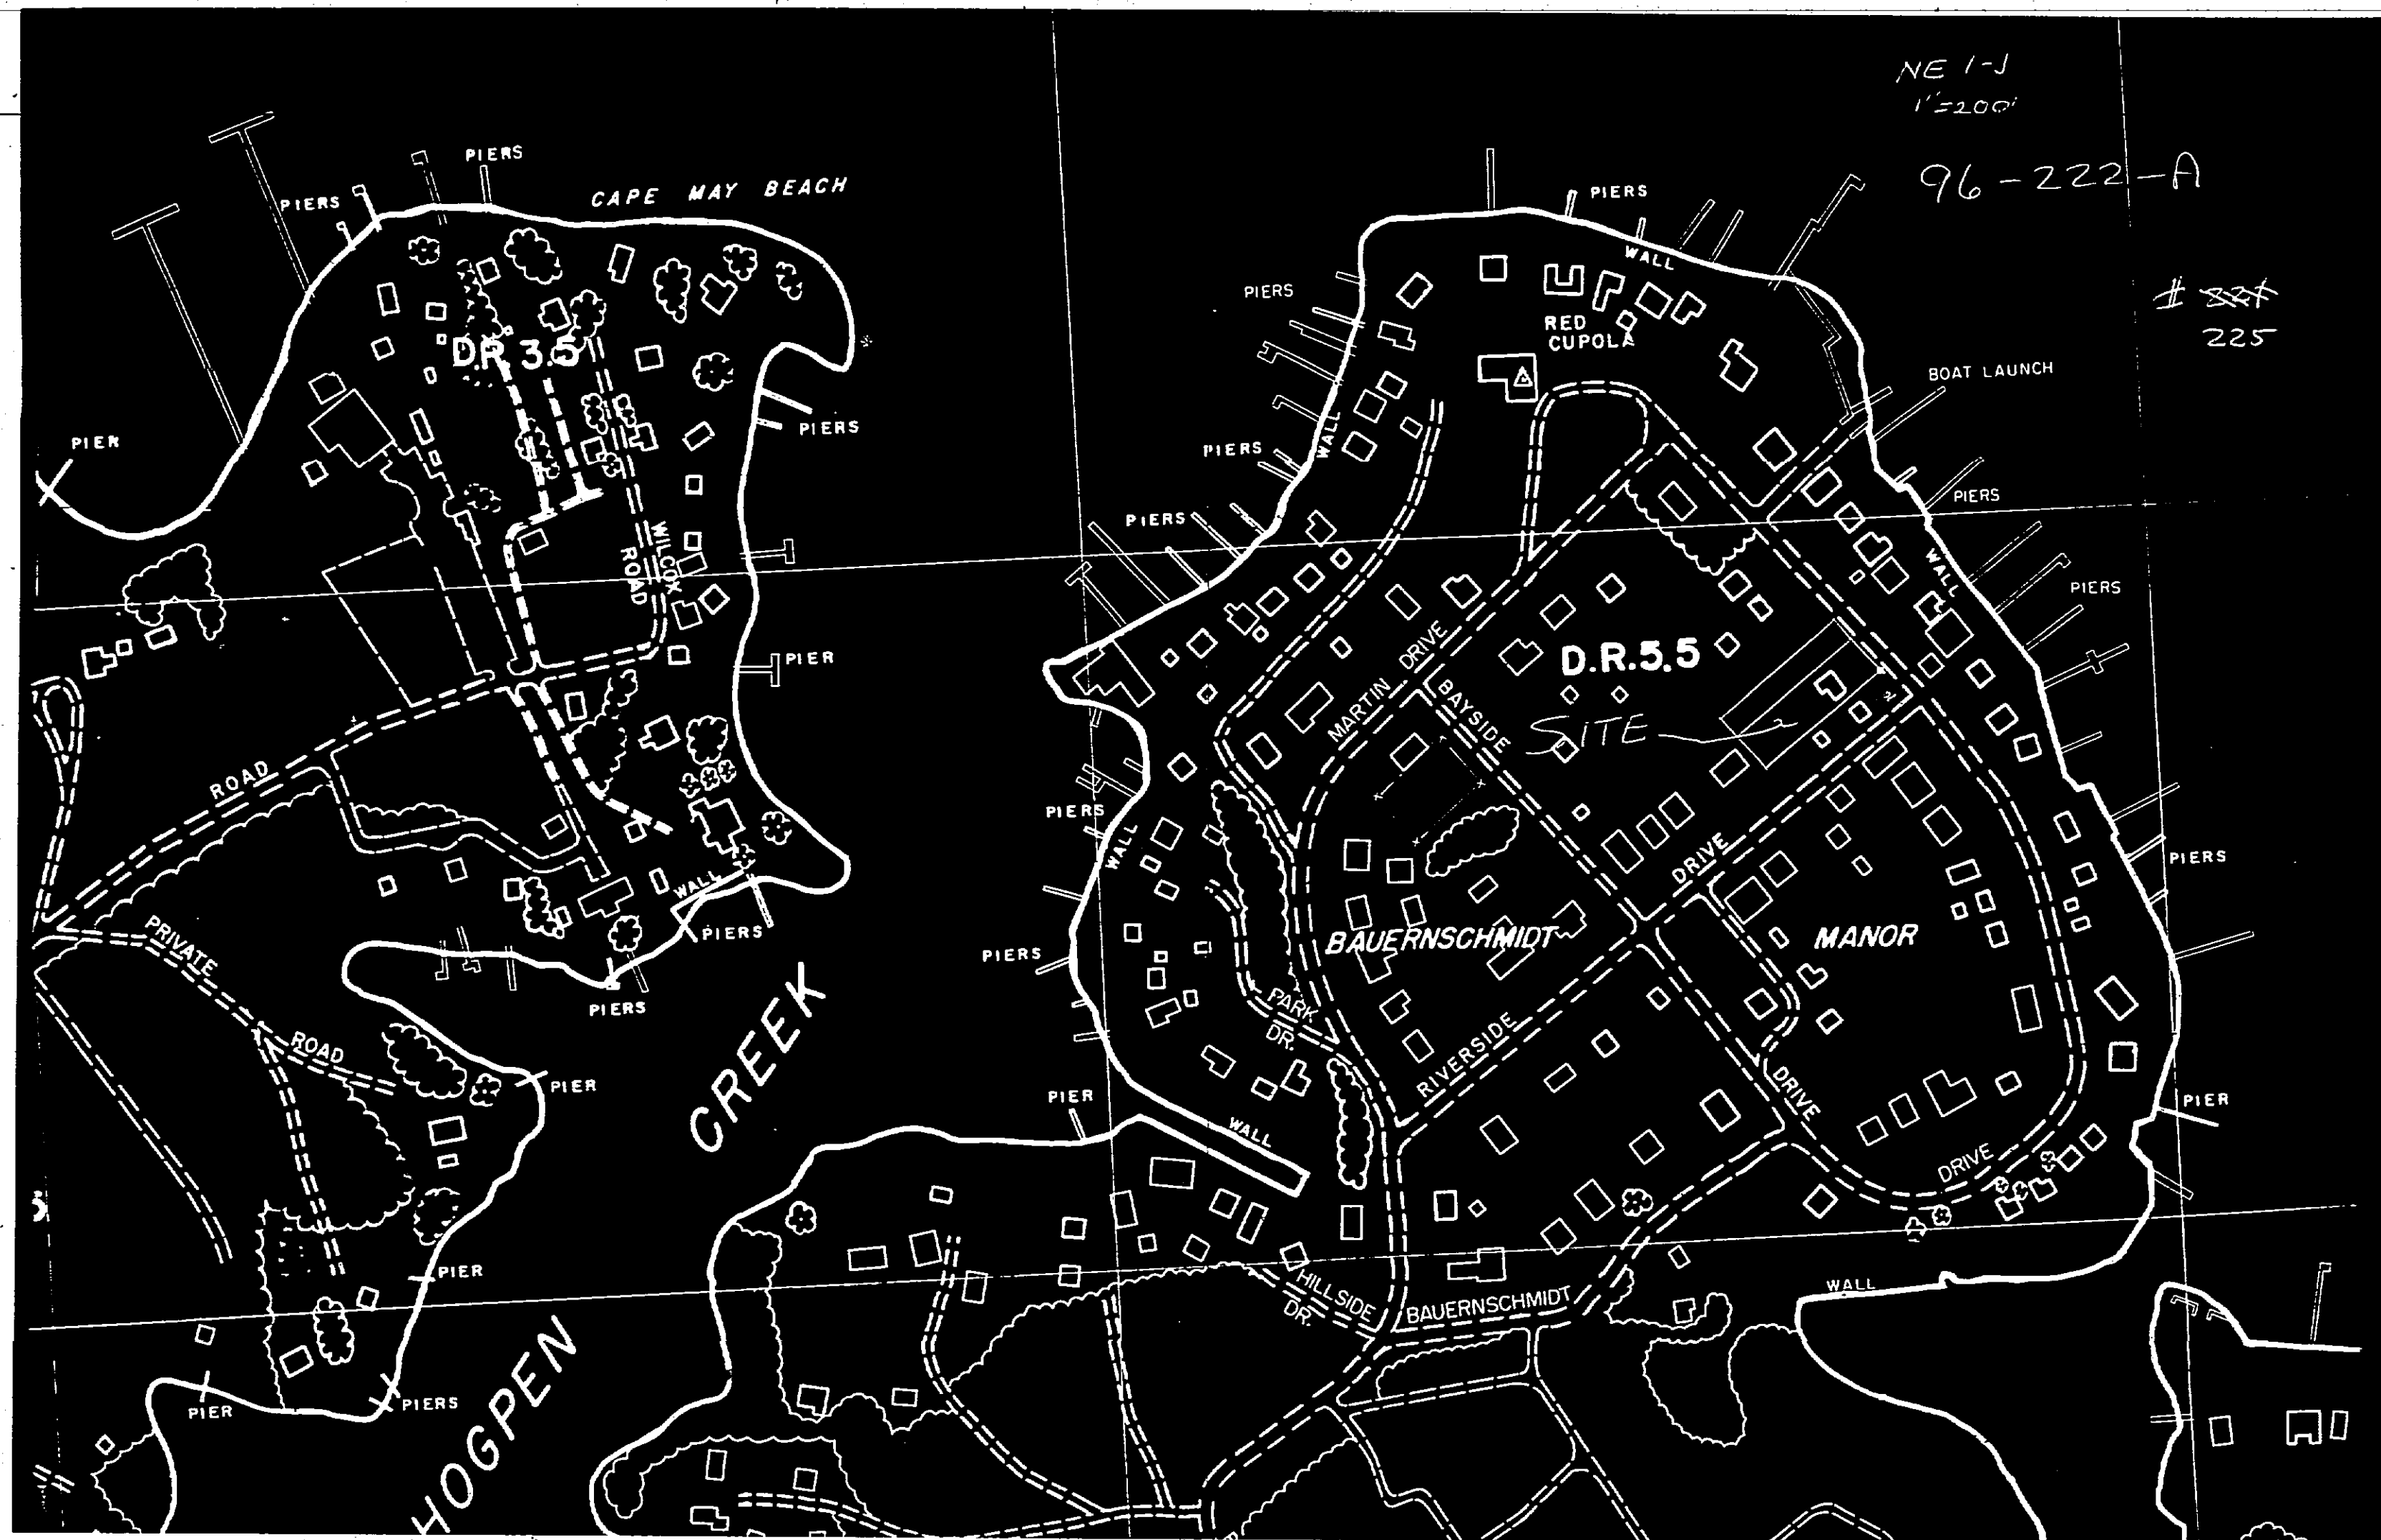 NE 1-J
1"=200'
96-222-A
#
225
PIERS
CAPE MAY BEACH
PIERS
PIERS
WALL
PIERS
RED
CUPOLA
D.R. 3.5
BOAT LAUNCH
PIER
PIERS
WALL
PIERS
PIERS
PIERS
WILCOX
ROAD
WALL
PIERS
PIER
MARTIN DRIVE
D.R.5.5
BAYSIDE
SITE
ROAD
PIERS
WALL
DRIVE
PIERS
WALL
PRIVATE
ROAD
PIERS
PIERS
BAUERNSCHMIDT MANOR
PIERS
PARK
DR.
RIVERSIDE
DRIVE
PIER
CREEK
PIER
PIER
WALL
DRIVE
PIER
HILLSIDE
DR.
BAUERNSCHMIDT
WALL
PIER
PIERS
HOGPEN